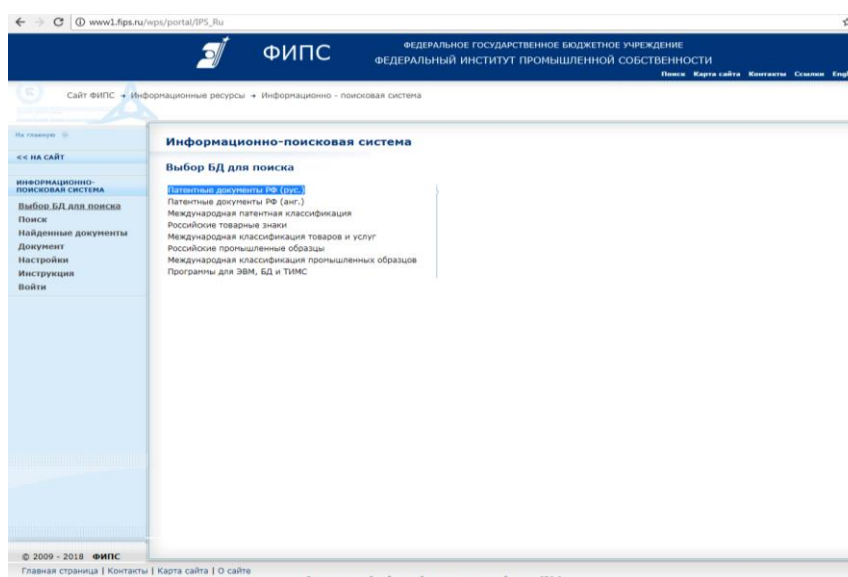 www1.fips.ru/wps/portal/IPS_Ru
ФИПС
ФЕДЕРАЛЬНОЕ ГОСУДАРСТВЕННОЕ БЮДЖЕТНОЕ УЧРЕЖДЕНИЕ
ФЕДЕРАЛЬНЫЙ ИНСТИТУТ ПРОМЫШЛЕННОЙ СОБСТВЕННОСТИ
Поиск Карта сайта Контакты Ссылки Engl
Сайт ФИПС → Информационные ресурсы → Информационно - поисковая система
На главную
<< НА САЙТ
ИНФОРМАЦИОННО-
ПОИСКОВАЯ СИСТЕМА
Выбор БД для поиска
Поиск
Найденные документы
Документ
Настройки
Инструкция
Войти
Информационно-поисковая система
Выбор БД для поиска
Патентные документы РФ (рус.)
Патентные документы РФ (анг.)
Международная патентная классификация
Российские товарные знаки
Международная классификация товаров и услуг
Российские промышленные образцы
Международная классификация промышленных образцов
Программы для ЭВМ, БД и ТИМС
© 2009 - 2018 ФИПС
Главная страница | Контакты | Карта сайта | О сайте